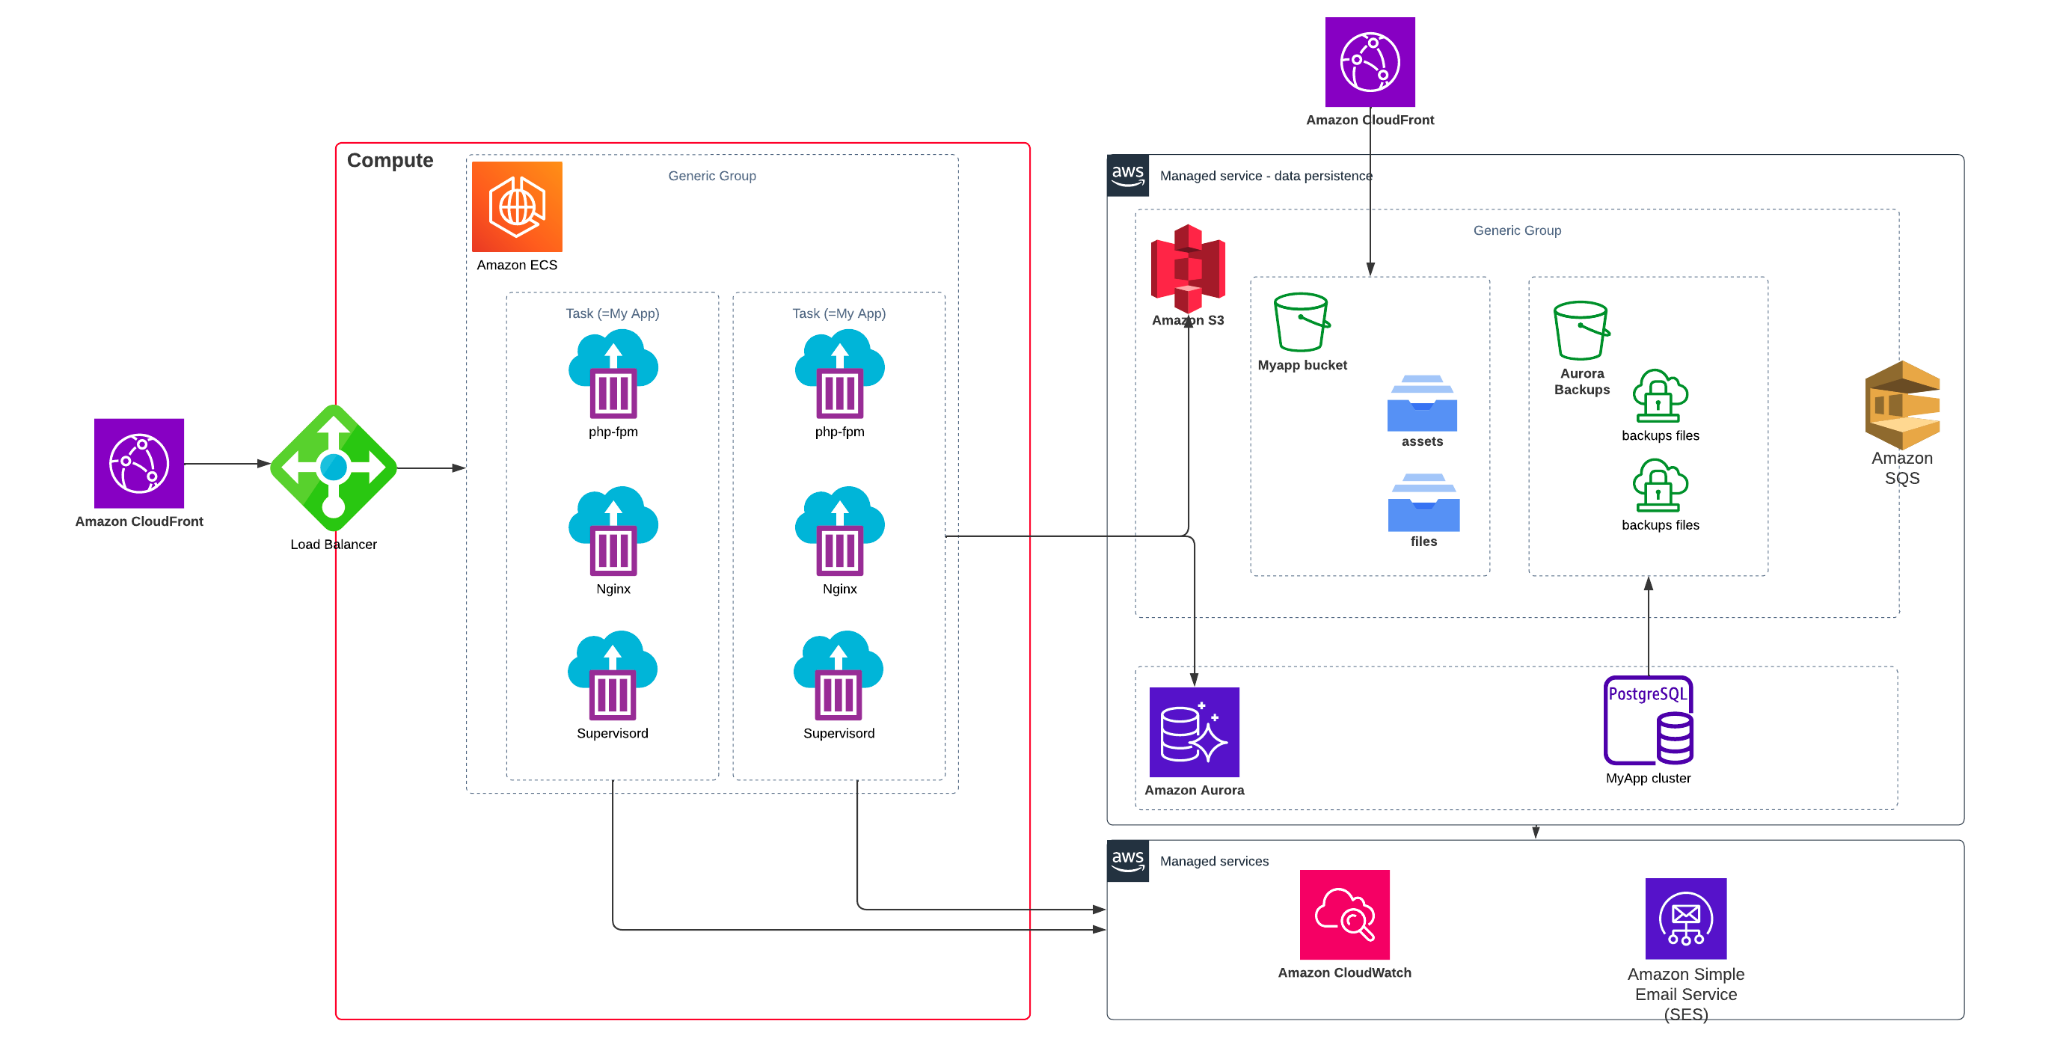 Amazon CloudFront
Compute
Generic Group
Amazon ECS
Task (=My App)
Task (=My App)
php-fpm
php-fpm
Nginx
Nginx
Supervisord
Supervisord
Amazon CloudFront
Load Balancer
aws
Managed service - data persistence
Generic Group
Amazon S3
Myapp bucket
assets
files
Aurora
Backups
backups files
backups files
Amazon
SQS
Amazon Aurora
PostgreSQL
MyApp cluster
aws
Managed services
Amazon CloudWatch
Amazon Simple
Email Service
(SES)